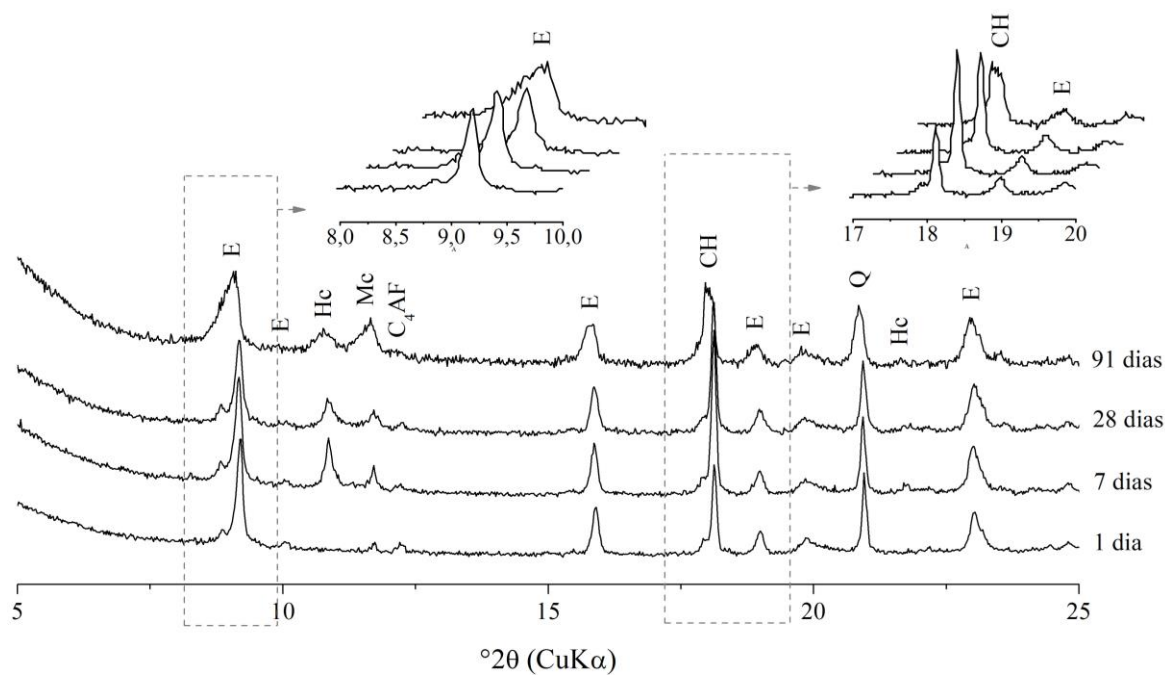 E
CH
E
8,0 8,5 9,0 9,5 10,0
17 18 19 20
E
E
Hc
Mc
C₄AF
E
CH
E
E
Q
Hc
E
91 dias
28 dias
7 dias
1 dia
5 10 15 20 25
°2θ (CuKα)